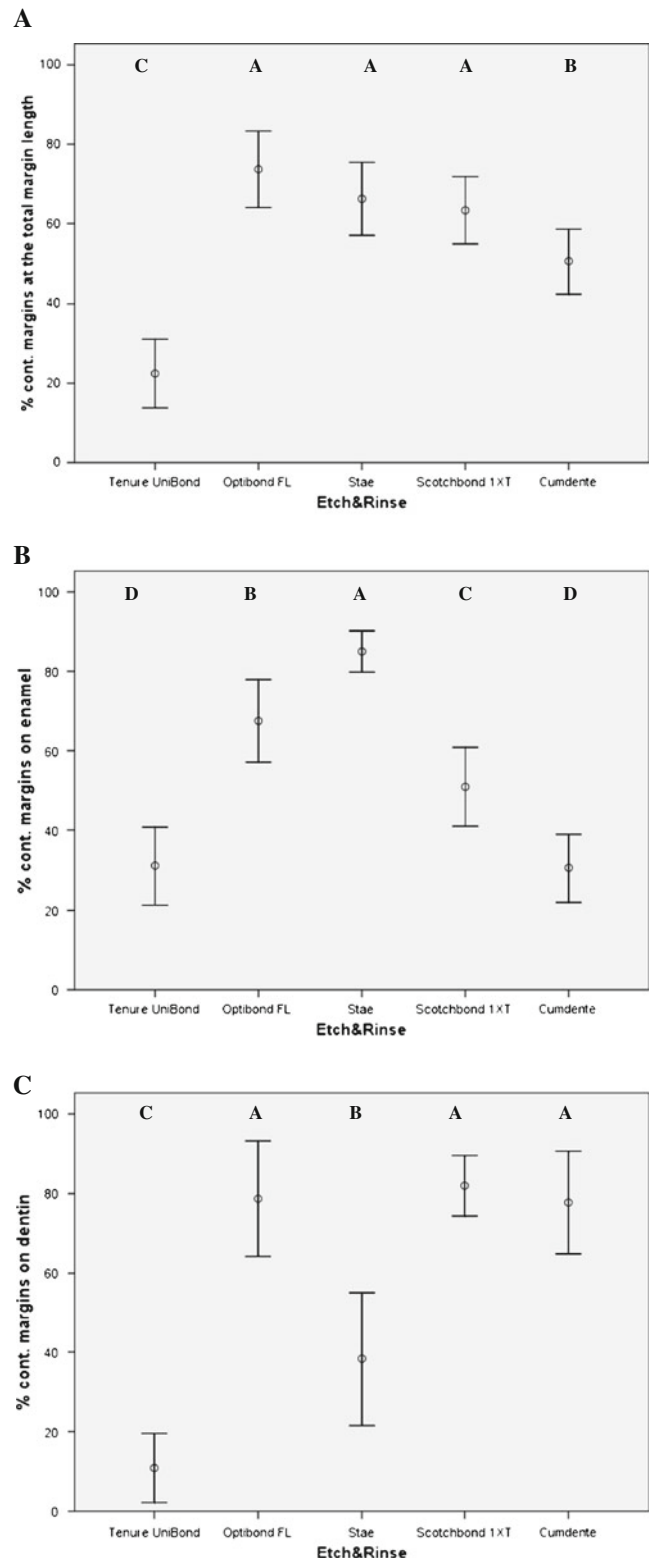 A
C A A A B
100
80
60
40
20
0
% cont. margins at the total margin length
Tenure UniBond Optibond FL Stae Scotchbond 1XT Cumdente
Etch&Rinse
B
D B A C D
100
80
60
40
20
0
% cont. margins on enamel
Tenure UniBond Optibond FL Stae Scotchbond 1XT Cumdente
Etch&Rinse
C
C A B A A
100
80
60
40
20
0
% cont. margins on dentin
Tenure UniBond Optibond FL Stae Scotchbond 1XT Cumdente
Etch&Rinse